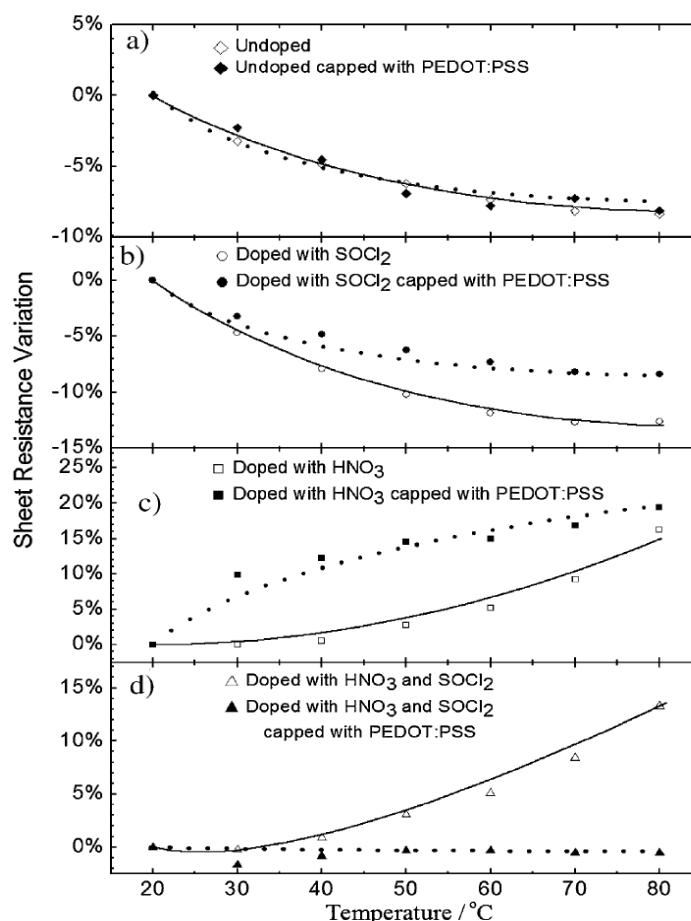 5%
a)
Undoped
Undoped capped with PEDOT:PSS
0%
-5%
-10%
b)
Doped with SOCl₂
Doped with SOCl₂ capped with PEDOT:PSS
0%
-5%
-10%
-15%
Sheet Resistance Variation
25%
c)
Doped with HNO₃
Doped with HNO₃ capped with PEDOT:PSS
20%
15%
10%
5%
0%
d)
Doped with HNO₃ and SOCl₂
Doped with HNO₃ and SOCl₂
capped with PEDOT:PSS
15%
10%
5%
0%
20 30 40 50 60 70 80
Temperature / °C